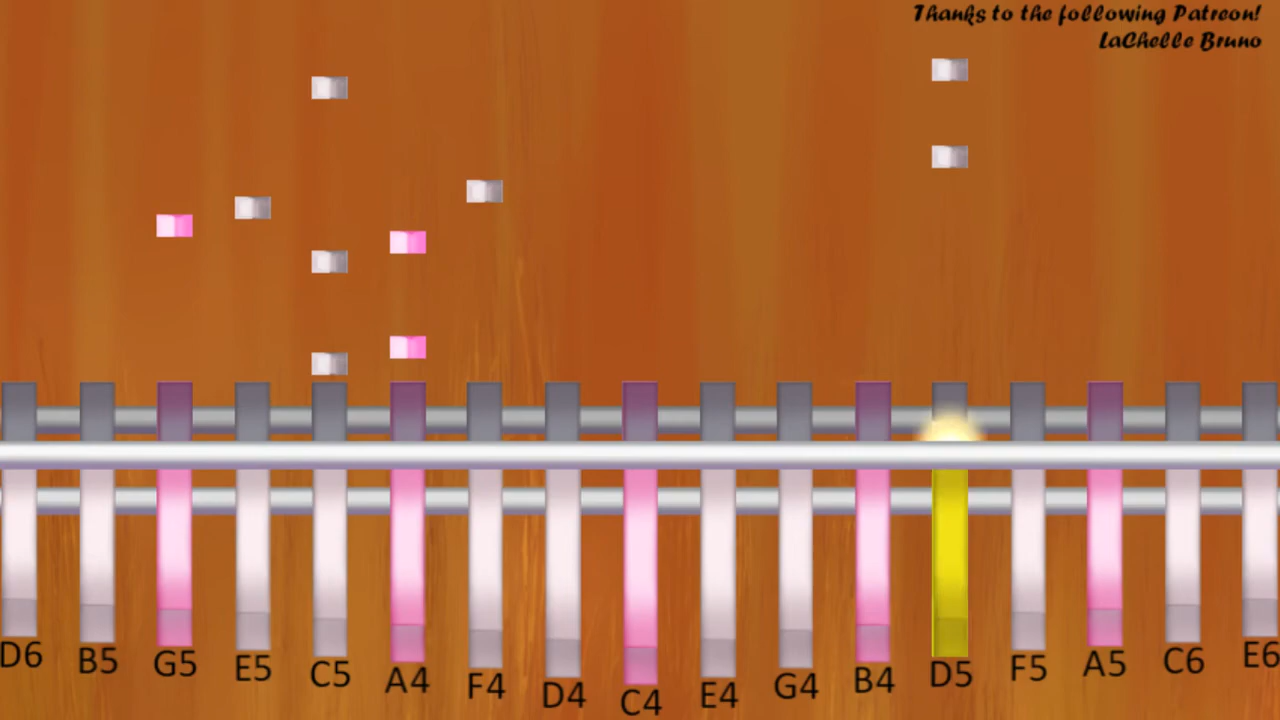 Thanks to the following Patreon!
LaChelle Bruno
D6 B5 G5 E5 C5 A4 F4 D4 C4 E4 G4 B4 D5 F5 A5 C6 E6